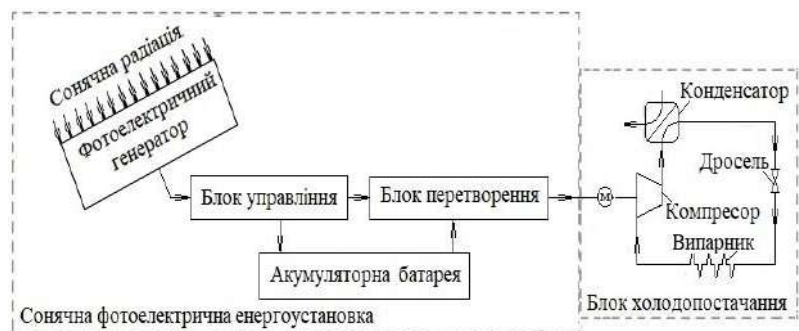 Сонячна радіація
Фотоелектричний
генератор
Блок управління
Блок перетворення
Акумуляторна батарея
Сонячна фотоелектрична енергоустановка
Конденсатор
Дросель
м
Компресор
Випарник
Блок холодопостачання